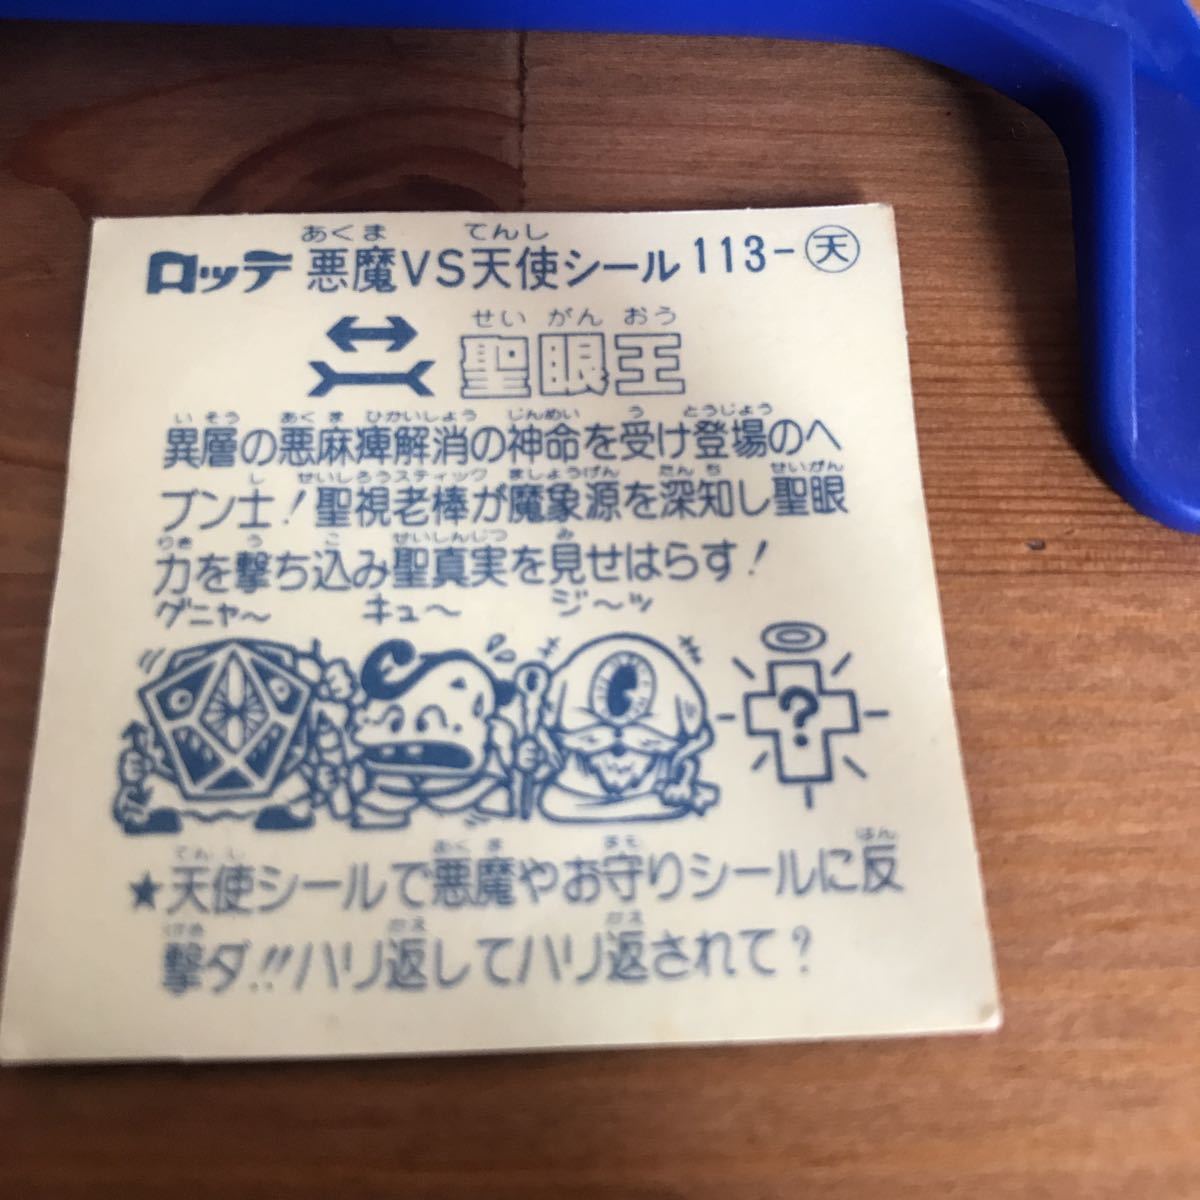 あくま てんし
ロッテ 悪魔VS天使シール 113-天
せいがんおう
聖眼王
いそう あくま ひかいしょう じんめい う とうじょう
異層の悪麻痺解消の神命を受け登場のヘ
し せいしろうスティック ましょうげん たんち せいがん
ブン士!聖視老棒が魔象源を深知し聖眼
りき う こ せいしんじつ み
力を撃ち込み聖真実を見せはらす!
グニャ〜 キュ〜 ジ〜ッ
?
てんし あくま まも はん
★天使シールで悪魔やお守りシールに反
げき かえ かえ
撃ダ!!ハリ返してハリ返されて?